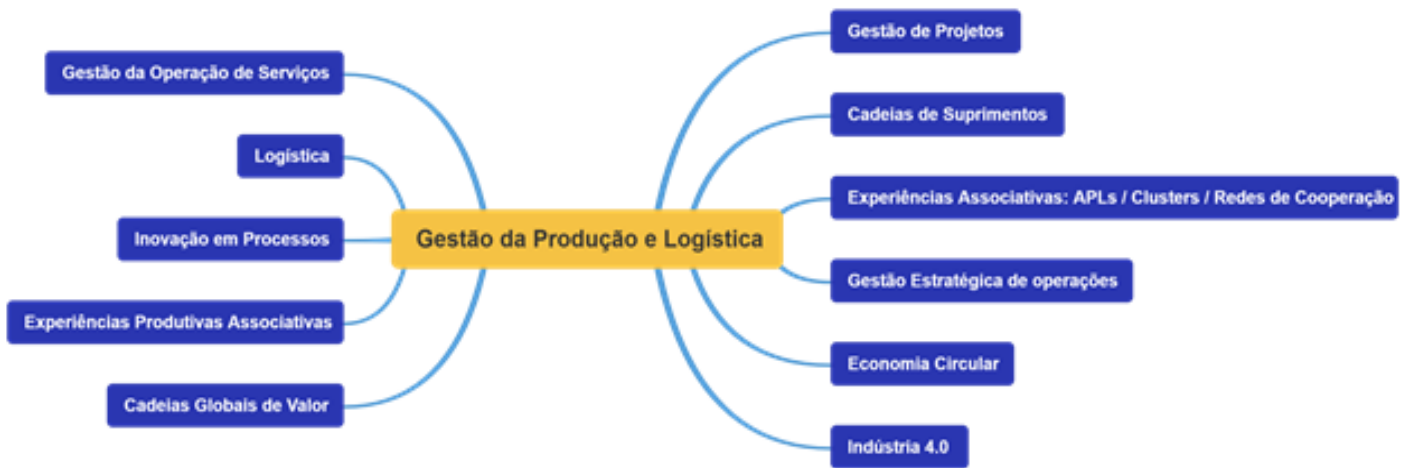 Gestão da Operação de Serviços
Logística
Inovação em Processos
Experiências Produtivas Associativas
Cadeias Globais de Valor
Gestão da Produção e Logística
Gestão de Projetos
Cadeias de Suprimentos
Experiências Associativas: APLs / Clusters / Redes de Cooperação
Gestão Estratégica de operações
Economia Circular
Indústria 4.0